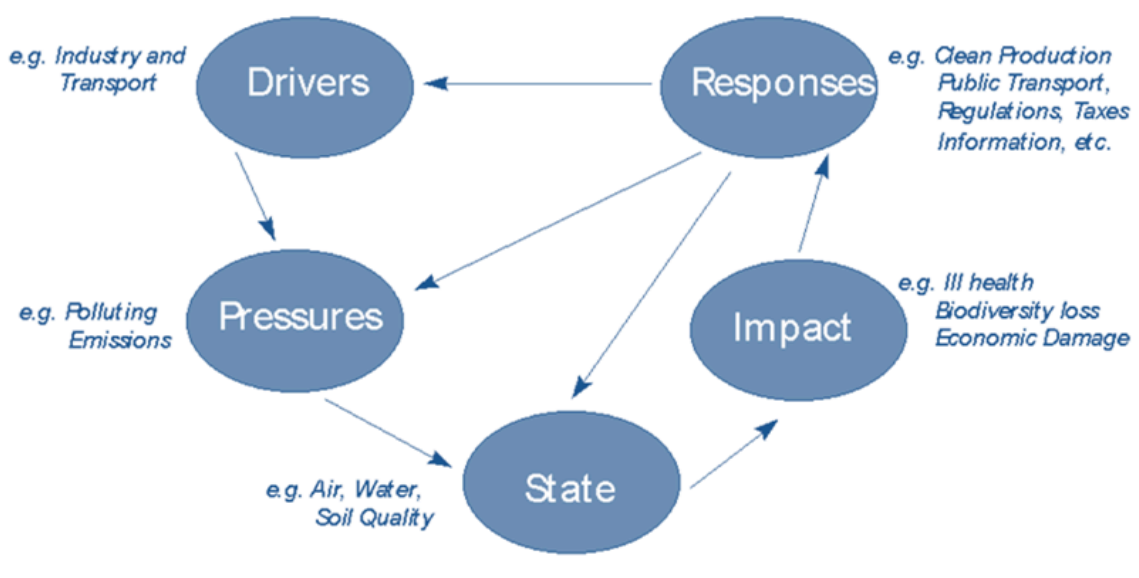 e.g. Industry and
Transport
Drivers
Responses
e.g. Clean Production
Public Transport,
Regulations, Taxes
Information, etc.
e.g. Polluting
Emissions
Pressures
Impact
e.g. Ill health
Biodiversity loss
Economic Damage
e.g. Air, Water,
Soil Quality
State